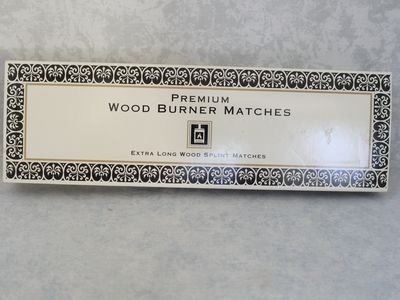 PREMIUM
WOOD BURNER MATCHES
A
EXTRA LONG WOOD SPLINT MATCHES